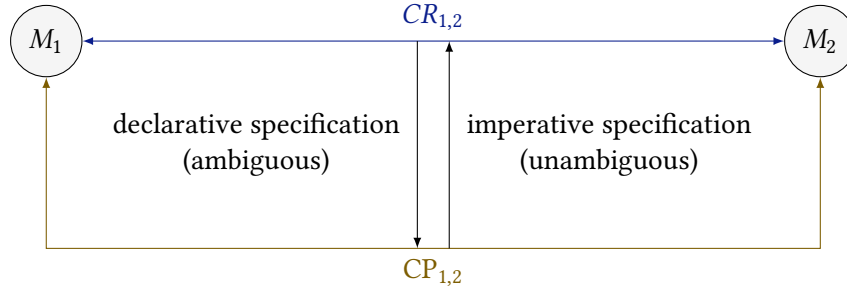 CR1,2
M1
M2
declarative specification
(ambiguous)
imperative specification
(unambiguous)
CP1,2